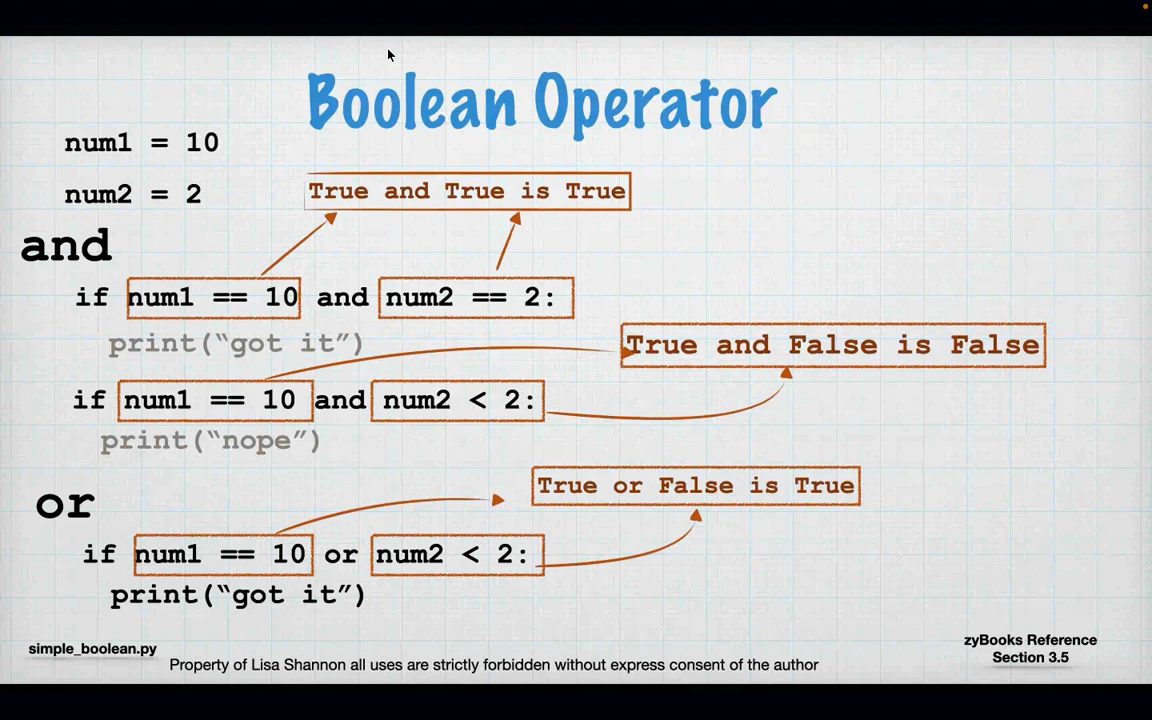 Boolean Operator
num1 = 10
num2 = 2
True and True is True
and
if num1 == 10 and num2 == 2:
print(“got it”)
True and False is False
if num1 == 10 and num2 < 2:
print(“nope”)
or
True or False is True
if num1 == 10 or num2 < 2:
print(“got it”)
simple_boolean.py
Property of Lisa Shannon all uses are strictly forbidden without express consent of the author
zyBooks Reference
Section 3.5